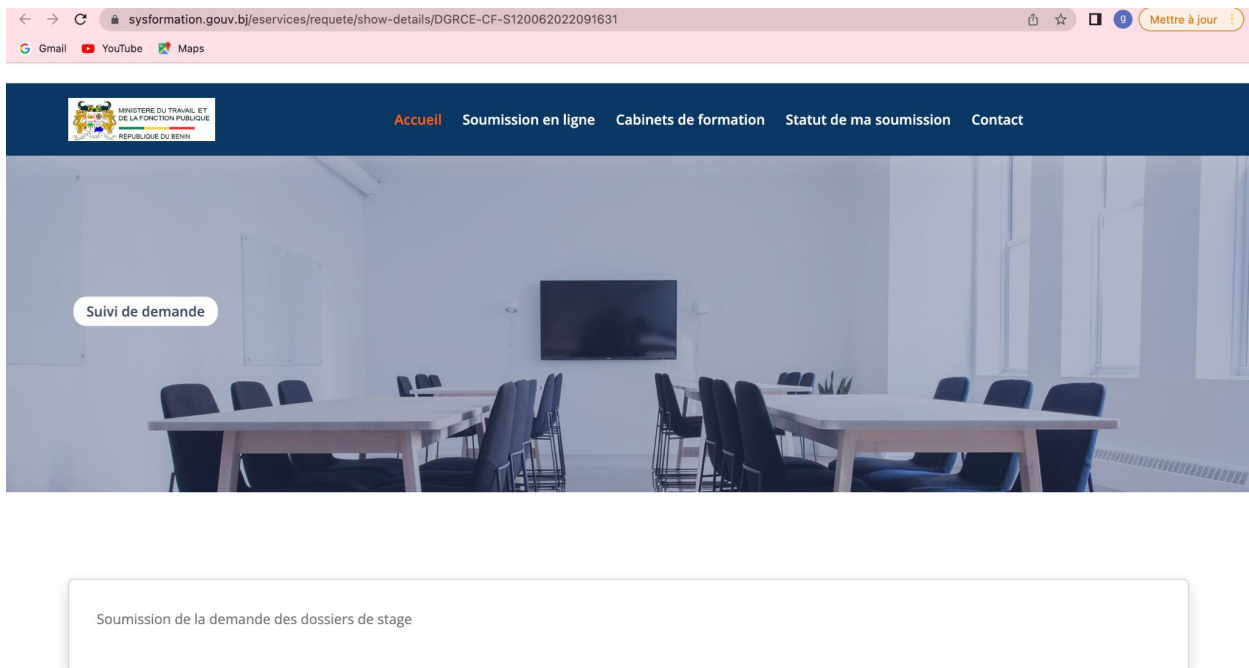 sysformation.gouv.bj/eservices/requete/show-details/DGRCE-CF-S120062022091631
g
Mettre à jour
G Gmail YouTube Maps
MINISTERE DU TRAVAIL ET
DE LA FONCTION PUBLIQUE
REPUBLIQUE DU BENIN
Accueil Soumission en ligne Cabinets de formation Statut de ma soumission Contact
Suivi de demande
Soumission de la demande des dossiers de stage